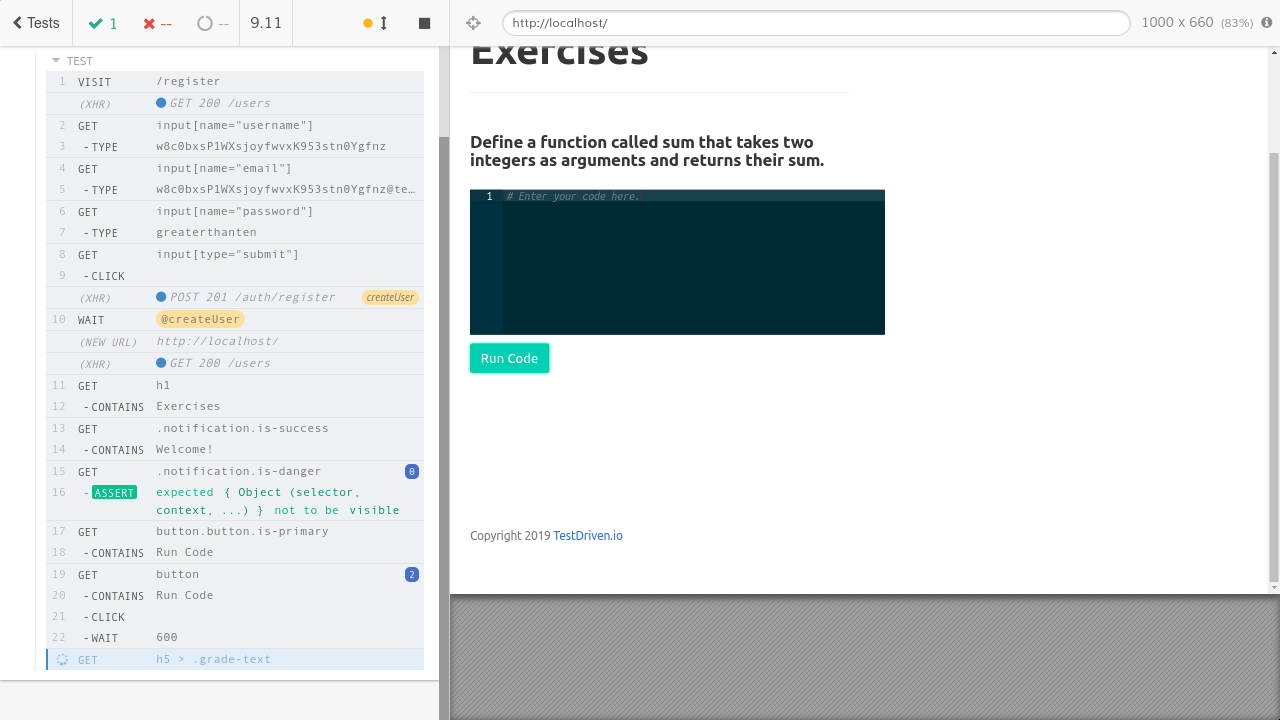 Tests 1 -- -- 9.11 http://localhost/ 1000 x 660 (83%)
TEST
1 VISIT /register
(XHR) GET 200 /users
2 GET input[name="username"]
3 - TYPE w8c0bxsP1WXsjoyfwvxK953stn0Ygfnz
4 GET input[name="email"]
5 - TYPE w8c0bxsP1WXsjoyfwvxK953stn0Ygfnz@te…
6 GET input[name="password"]
7 - TYPE greaterthanten
8 GET input[type="submit"]
9 - CLICK
(XHR) POST 201 /auth/register createUser
10 WAIT @createUser
(NEW URL) http://localhost/
(XHR) GET 200 /users
11 GET h1
12 - CONTAINS Exercises
13 GET .notification.is-success
14 - CONTAINS Welcome!
15 GET .notification.is-danger 0
16 - ASSERT expected { Object (selector,
context, ...) } not to be visible
17 GET button.button.is-primary
18 - CONTAINS Run Code
19 GET button 2
20 - CONTAINS Run Code
21 - CLICK
22 - WAIT 600
GET h5 > .grade-text
Exercises
Define a function called sum that takes two
integers as arguments and returns their sum.
1 # Enter your code here.
Run Code
Copyright 2019 TestDriven.io